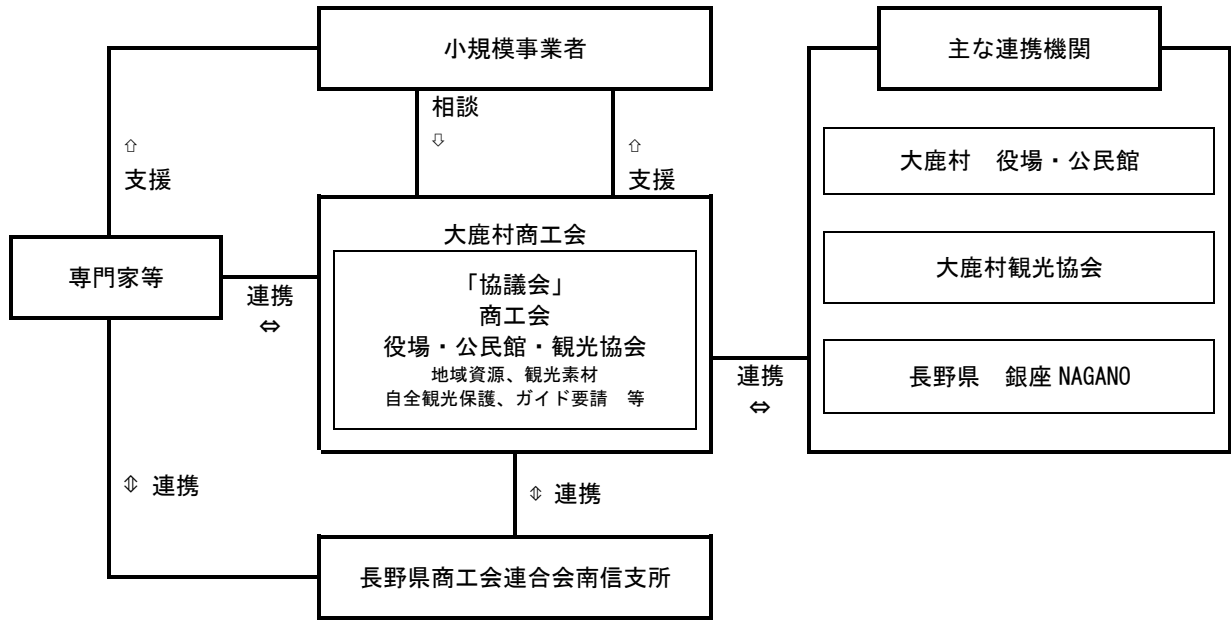 小規模事業者
主な連携機関
相談
⇩
⇧
支援
⇧
支援
大鹿村 役場・公民館
大鹿村商工会
専門家等
連携
⇔
「協議会」
商工会
役場・公民館・観光協会
地域資源、観光素材
自全観光保護、ガイド要請 等
大鹿村観光協会
連携
⇔
長野県 銀座 NAGANO
⇕ 連携
⇕ 連携
長野県商工会連合会南信支所